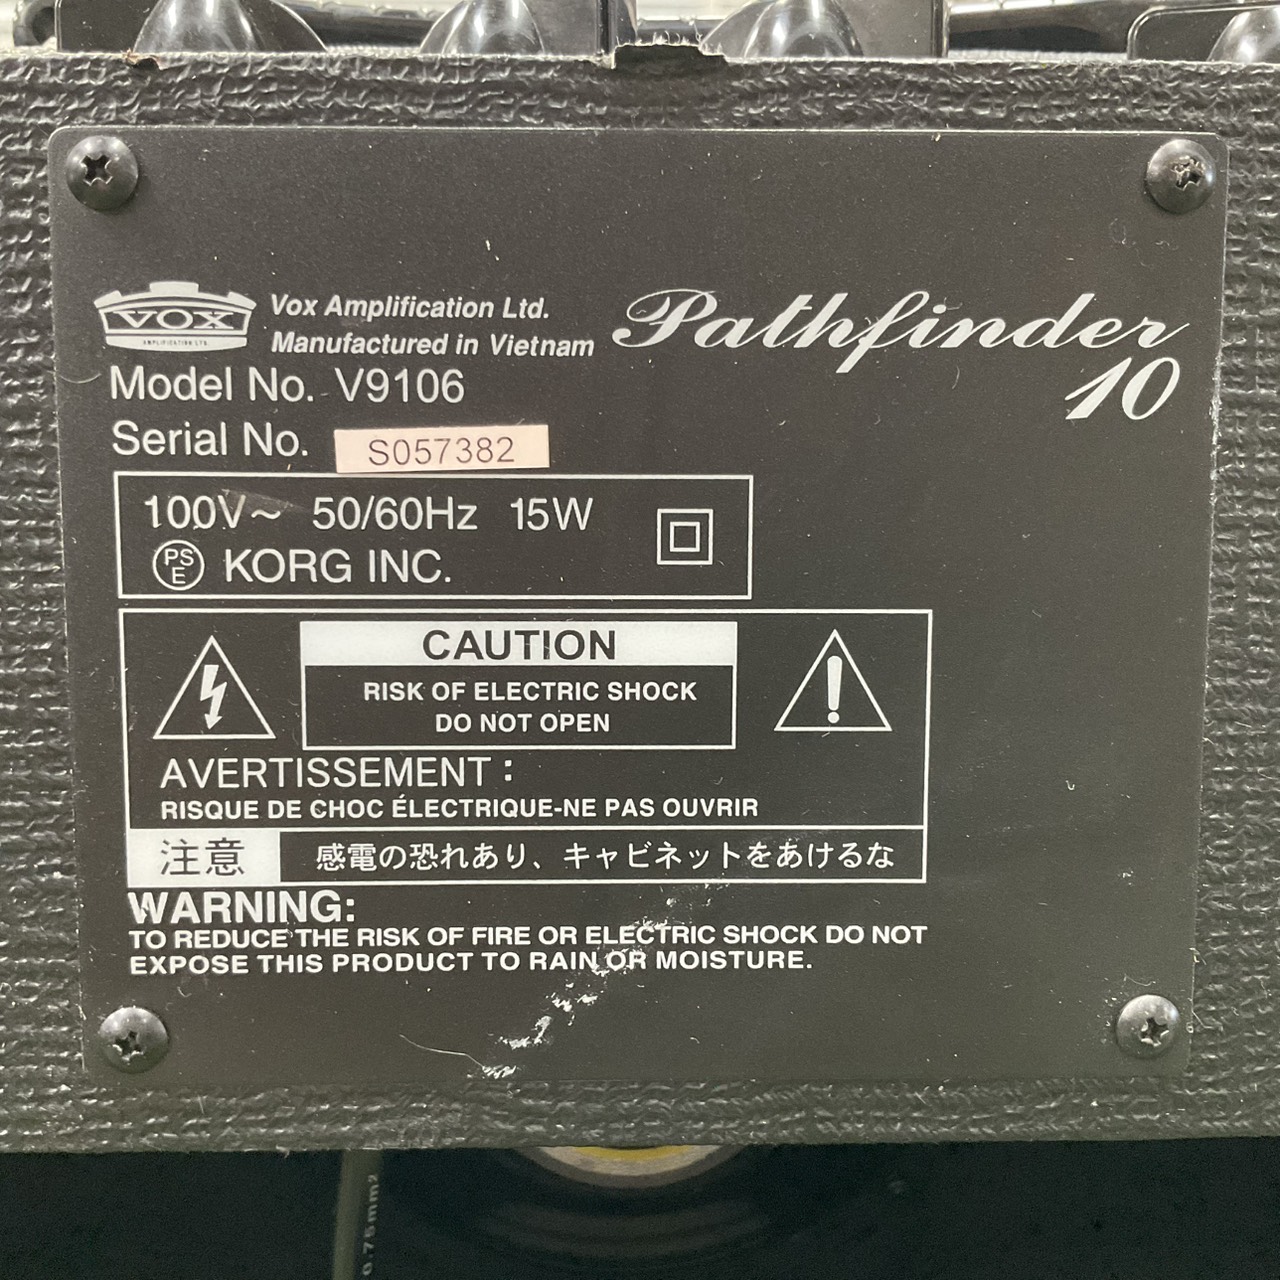 VOX
AMPLIFICATION LTD.
Vox Amplification Ltd.
Manufactured in Vietnam
Pathfinder
10
Model No. V9106
Serial No. S057382
100V~ 50/60Hz 15W
PS
E
KORG INC.
CAUTION
RISK OF ELECTRIC SHOCK
DO NOT OPEN
AVERTISSEMENT :
RISQUE DE CHOC ÉLECTRIQUE-NE PAS OUVRIR
注意 感電の恐れあり、キャビネットをあけるな
WARNING:
TO REDUCE THE RISK OF FIRE OR ELECTRIC SHOCK DO NOT
EXPOSE THIS PRODUCT TO RAIN OR MOISTURE.
0.75mm²